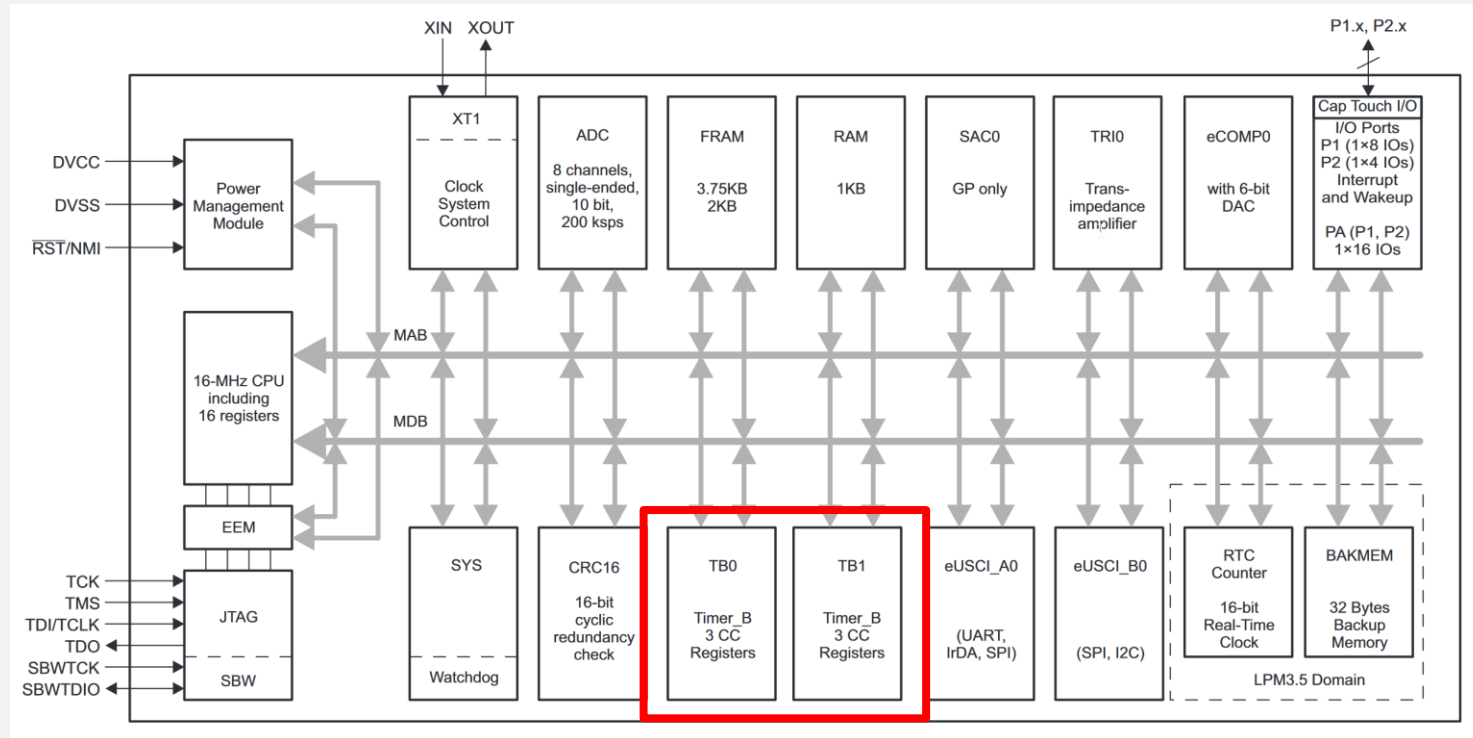 XIN XOUT
P1.x, P2.x
DVCC
DVSS
RST/NMI
Power
Management
Module
XT1
Clock
System
Control
ADC
8 channels,
single-ended,
10 bit,
200 ksps
FRAM
3.75KB
2KB
RAM
1KB
SAC0
GP only
TRI0
Trans-
impedance
amplifier
eCOMP0
with 6-bit
DAC
Cap Touch I/O
I/O Ports
P1 (1×8 IOs)
P2 (1×4 IOs)
Interrupt
and Wakeup
PA (P1, P2)
1×16 IOs
MAB
16-MHz CPU
including
16 registers
MDB
EEM
TCK
TMS
TDI/TCLK
TDO
SBWTCK
SBWTDIO
JTAG
SBW
SYS
Watchdog
CRC16
16-bit
cyclic
redundancy
check
TB0
Timer_B
3 CC
Registers
TB1
Timer_B
3 CC
Registers
eUSCI_A0
(UART,
IrDA, SPI)
eUSCI_B0
(SPI, I2C)
RTC
Counter
16-bit
Real-Time
Clock
BAKMEM
32 Bytes
Backup
Memory
LPM3.5 Domain